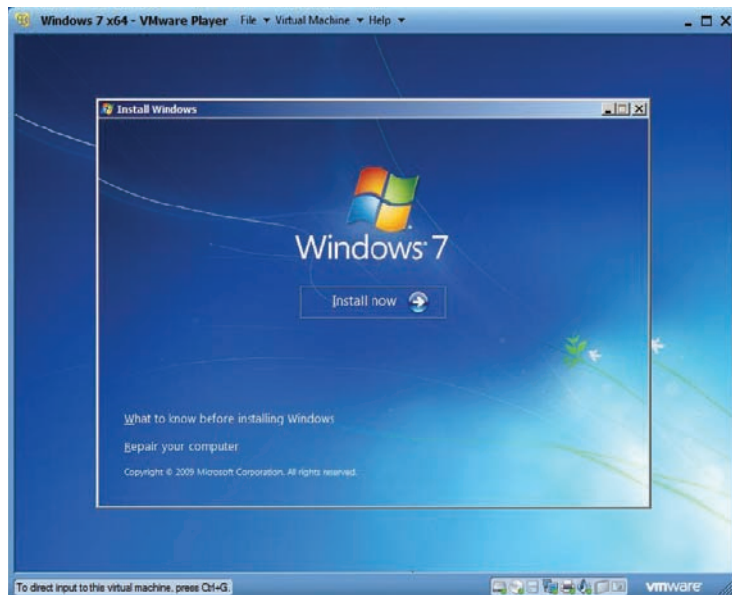 Windows 7 x64 - VMware Player File Virtual Machine Help
Install Windows
Windows 7
Install now
What to know before installing Windows
Repair your computer
Copyright © 2009 Microsoft Corporation. All rights reserved.
To direct input to this virtual machine, press Ctrl+G.
vmware